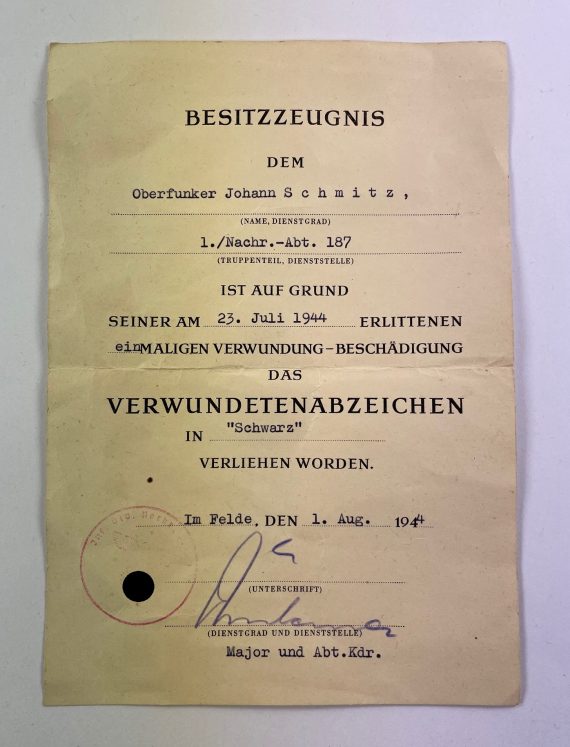 BESITZZEUGNIS
DEM
Oberfunker Johann S c h m i t z ,
(NAME, DIENSTGRAD)
1./Nachr.-Abt. 187
(TRUPPENTEIL, DIENSTSTELLE)
IST AUF GRUND
SEINER AM 23. Juli 1944 ERLITTENEN
einMALIGEN VERWUNDUNG–BESCHÄDIGUNG
DAS
VERWUNDETENABZEICHEN
IN "Schwarz"
VERLIEHEN WORDEN.
Im Felde, DEN 1. Aug. 1944
(UNTERSCHRIFT)
(DIENSTGRAD UND DIENSTSTELLE)
Major und Abt.Kdr.